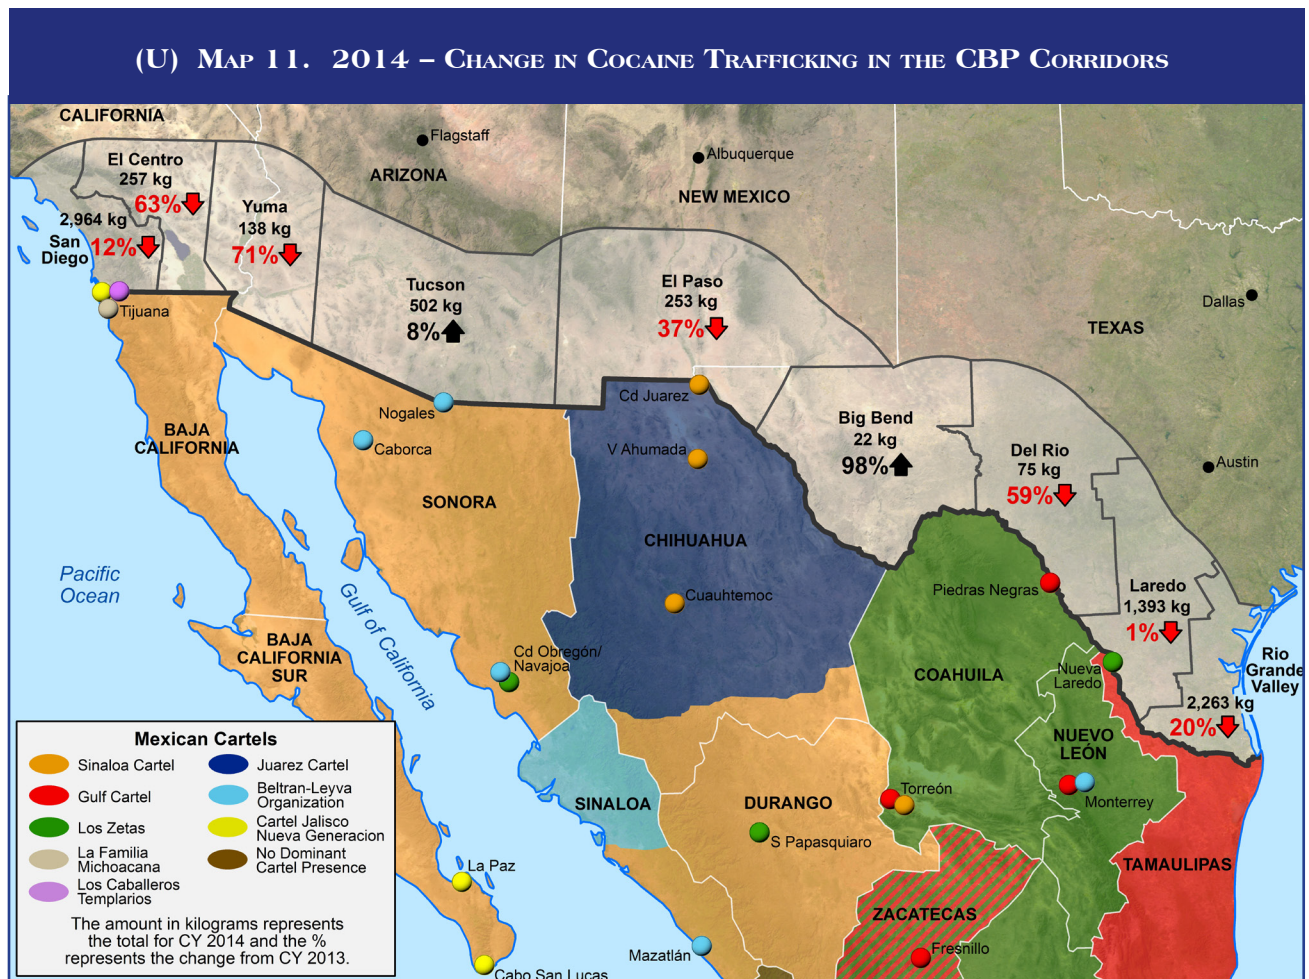 (U) Map 11. 2014 – Change in Cocaine Trafficking in the CBP Corridors
CALIFORNIA
Flagstaff
ARIZONA
Albuquerque
NEW MEXICO
El Centro
257 kg
63%
2,964 kg
San
Diego
12%
Yuma
138 kg
71%
Tucson
502 kg
8%
El Paso
253 kg
37%
Dallas
TEXAS
Tijuana
Cd Juarez
Nogales
Caborca
V Ahumada
Big Bend
22 kg
98%
Del Rio
75 kg
59%
Austin
BAJA
CALIFORNIA
SONORA
CHIHUAHUA
Pacific
Ocean
Gulf of California
Cuauhtemoc
Piedras Negras
Laredo
1,393 kg
1%
BAJA
CALIFORNIA
SUR
Cd Obregón/
Navajoa
COAHUILA
Nueva
Laredo
Rio
Grande
Valley
2,263 kg
20%
NUEVO
LEÓN
SINALOA
DURANGO
Torreón
Monterrey
S Papasquiaro
TAMAULIPAS
La Paz
ZACATECAS
Fresnillo
Mazatlán
Cabo San Lucas
Mexican Cartels
Sinaloa Cartel
Gulf Cartel
Los Zetas
La Familia
Michoacana
Los Caballeros
Templarios
Juarez Cartel
Beltran-Leyva
Organization
Cartel Jalisco
Nueva Generacion
No Dominant
Cartel Presence
The amount in kilograms represents
the total for CY 2014 and the %
represents the change from CY 2013.